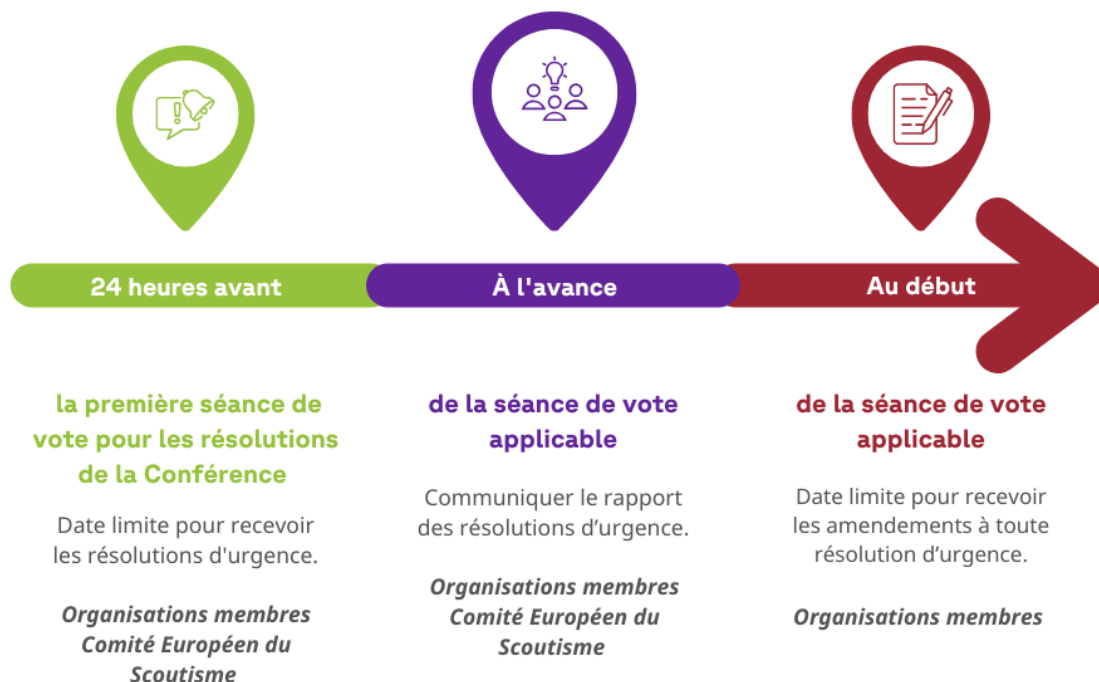 24 heures avant
À l'avance
Au début
la première séance de
vote pour les résolutions
de la Conférence
Date limite pour recevoir
les résolutions d'urgence.
Organisations membres
Comité Européen du
Scoutisme
de la séance de vote
applicable
Communiquer le rapport
des résolutions d’urgence.
Organisations membres
Comité Européen du
Scoutisme
de la séance de vote
applicable
Date limite pour recevoir
les amendements à toute
résolution d’urgence.
Organisations membres